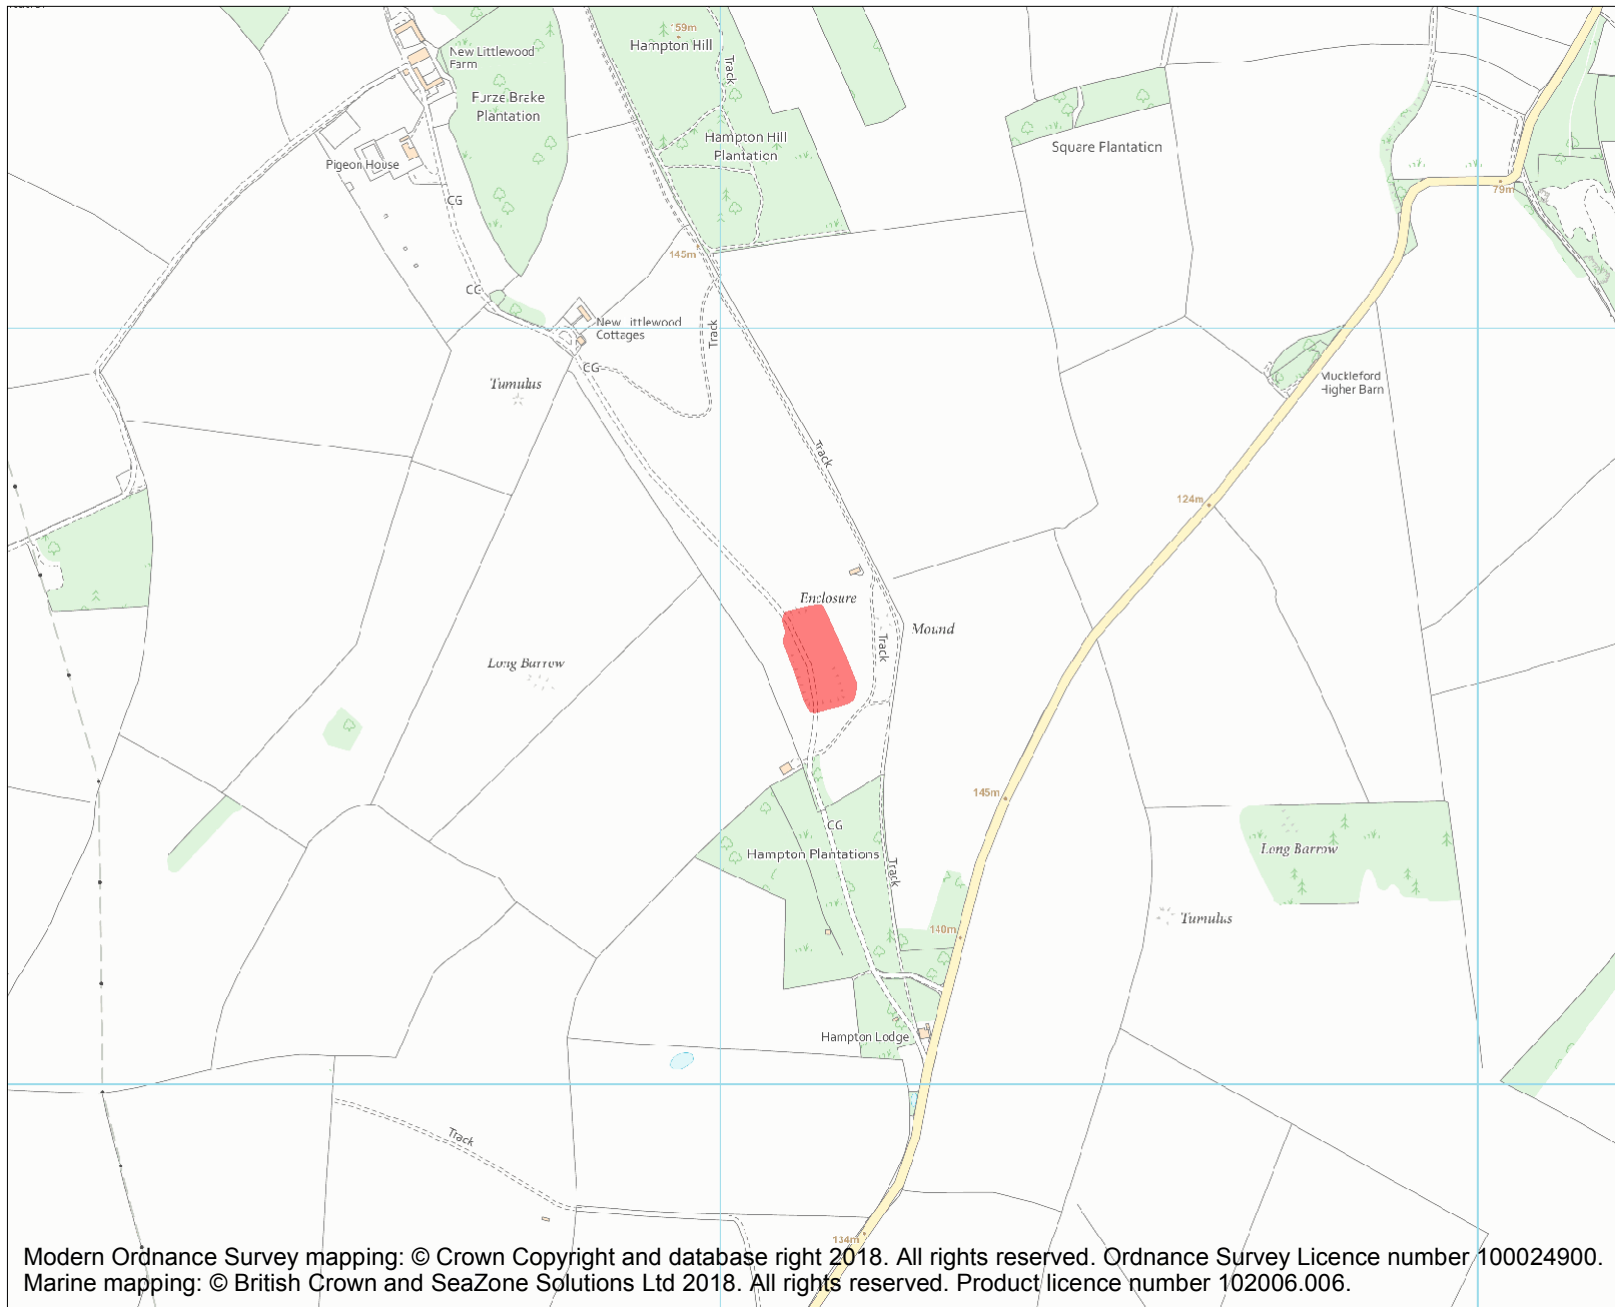 59m
Hampton Hill
New Littlewood
Farm
Track
Furze Brake
Plantation
Hampton Hill
Plantation
Square Plantation
Pigeon House
79m
CG
145m
CG
New Littlewood
Cottages
Track
CG
Tumulus
Muckleford
Higher Barn
Track
124m
Enclosure
Mound
Track
Long Barrow
145m
CG
Hampton Plantations
Long Barrow
Track
Tumulus
140m
Hampton Lodge
Track
134m
Modern Ordnance Survey mapping: © Crown Copyright and database right 2018. All rights reserved. Ordnance Survey Licence number 100024900.
Marine mapping: © British Crown and SeaZone Solutions Ltd 2018. All rights reserved. Product licence number 102006.006.